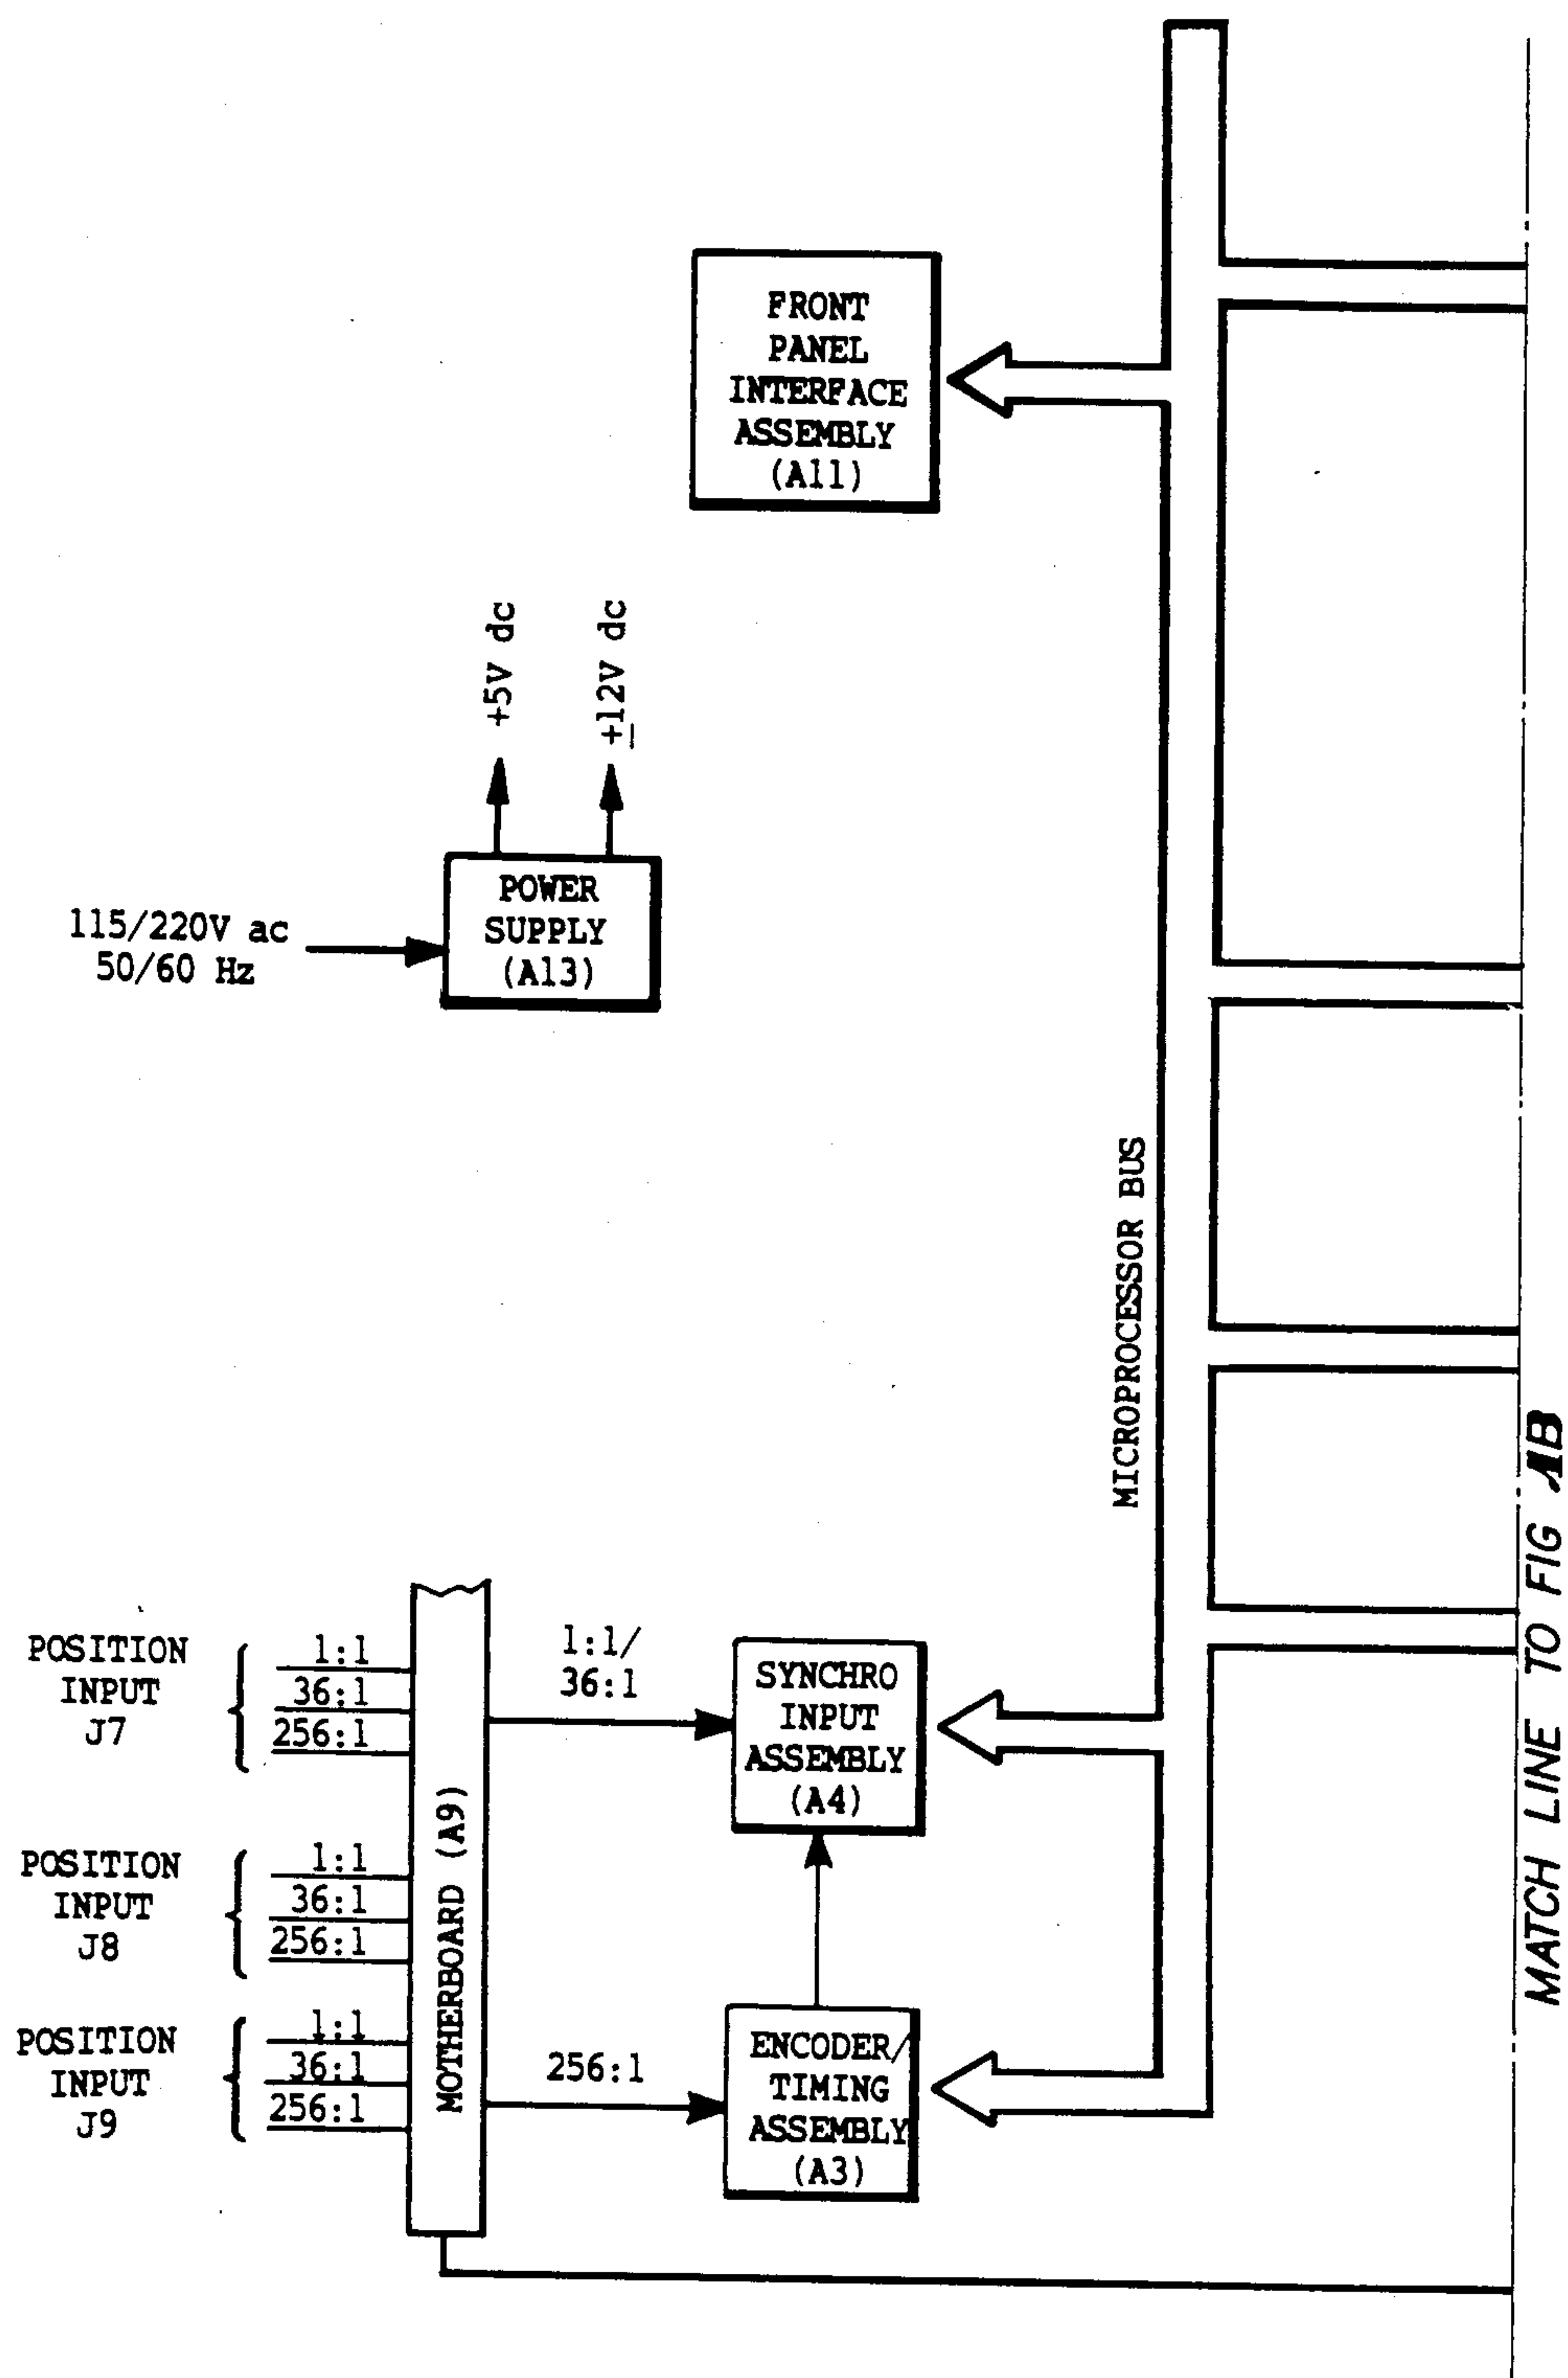 FRONT
PANEL
INTERFACE
ASSEMBLY
(A11)
+5V dc
±12V dc
115/220V ac
50/60 Hz
POWER
SUPPLY
(A13)
MICROPROCESSOR BUS
POSITION
INPUT
J7
1:1
36:1
256:1
1:1/
36:1
SYNCHRO
INPUT
ASSEMBLY
(A4)
POSITION
INPUT
J8
1:1
36:1
256:1
MOTHERBOARD (A9)
POSITION
INPUT
J9
1:1
36:1
256:1
256:1
ENCODER/
TIMING
ASSEMBLY
(A3)
MATCH LINE TO FIG 1B